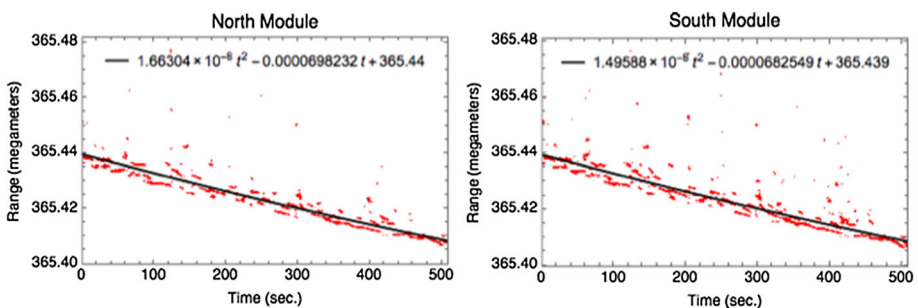 North Module
South Module
365.48
365.46
365.44
365.42
365.40
Range (megameters)
1.66304 × 10⁻⁸ t² − 0.0000698232 t + 365.44
0 100 200 300 400 500
Time (sec.)
365.48
365.46
365.44
365.42
365.40
Range (megameters)
1.49588 × 10⁻⁸ t² − 0.0000682549 t + 365.439
0 100 200 300 400 500
Time (sec.)